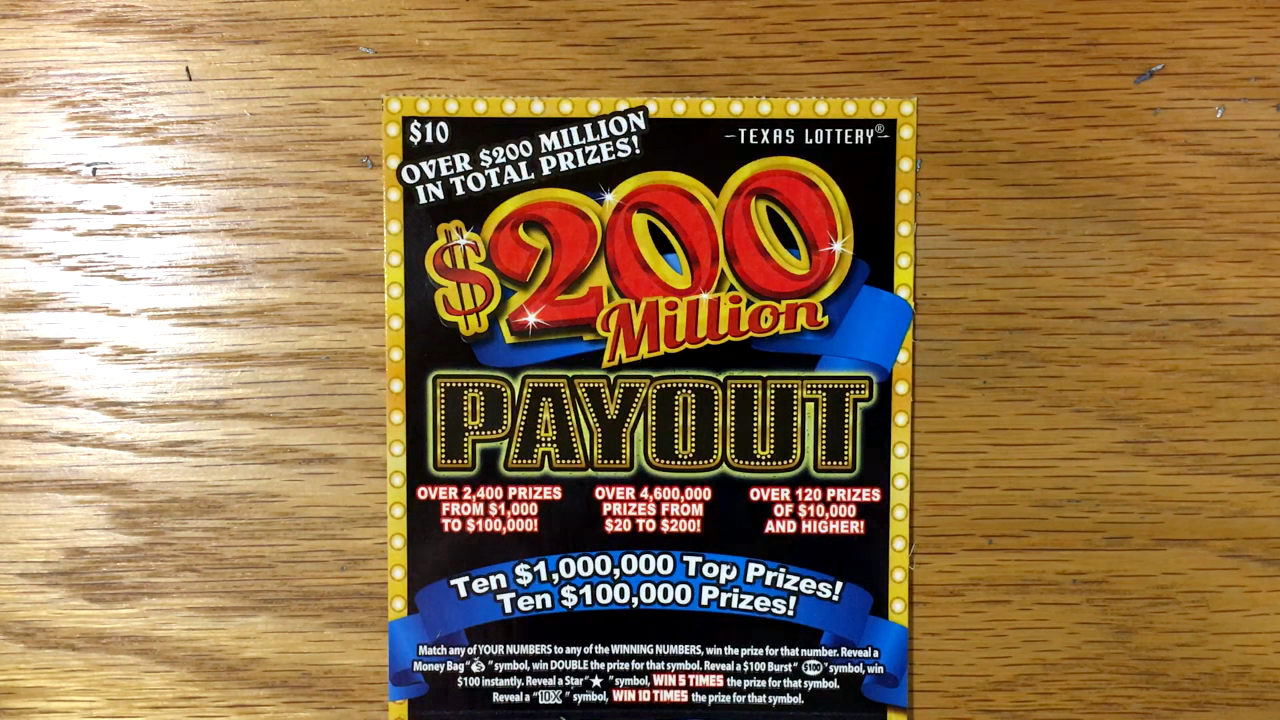 $10
OVER $200 MILLION
IN TOTAL PRIZES!
TEXAS LOTTERY®
$200
Million
PAYOUT
OVER 2,400 PRIZES
FROM $1,000
TO $100,000!
OVER 4,600,000
PRIZES FROM
$20 TO $200!
OVER 120 PRIZES
OF $10,000
AND HIGHER!
Ten $1,000,000 Top Prizes!
Ten $100,000 Prizes!
Match any of YOUR NUMBERS to any of the WINNING NUMBERS, win the prize for that number. Reveal a
Money Bag " $ " symbol, win DOUBLE the prize for that symbol. Reveal a $100 Burst " $100 " symbol, win
$100 instantly. Reveal a Star " ★ " symbol, WIN 5 TIMES the prize for that symbol.
Reveal a " 10X " symbol, WIN 10 TIMES the prize for that symbol.